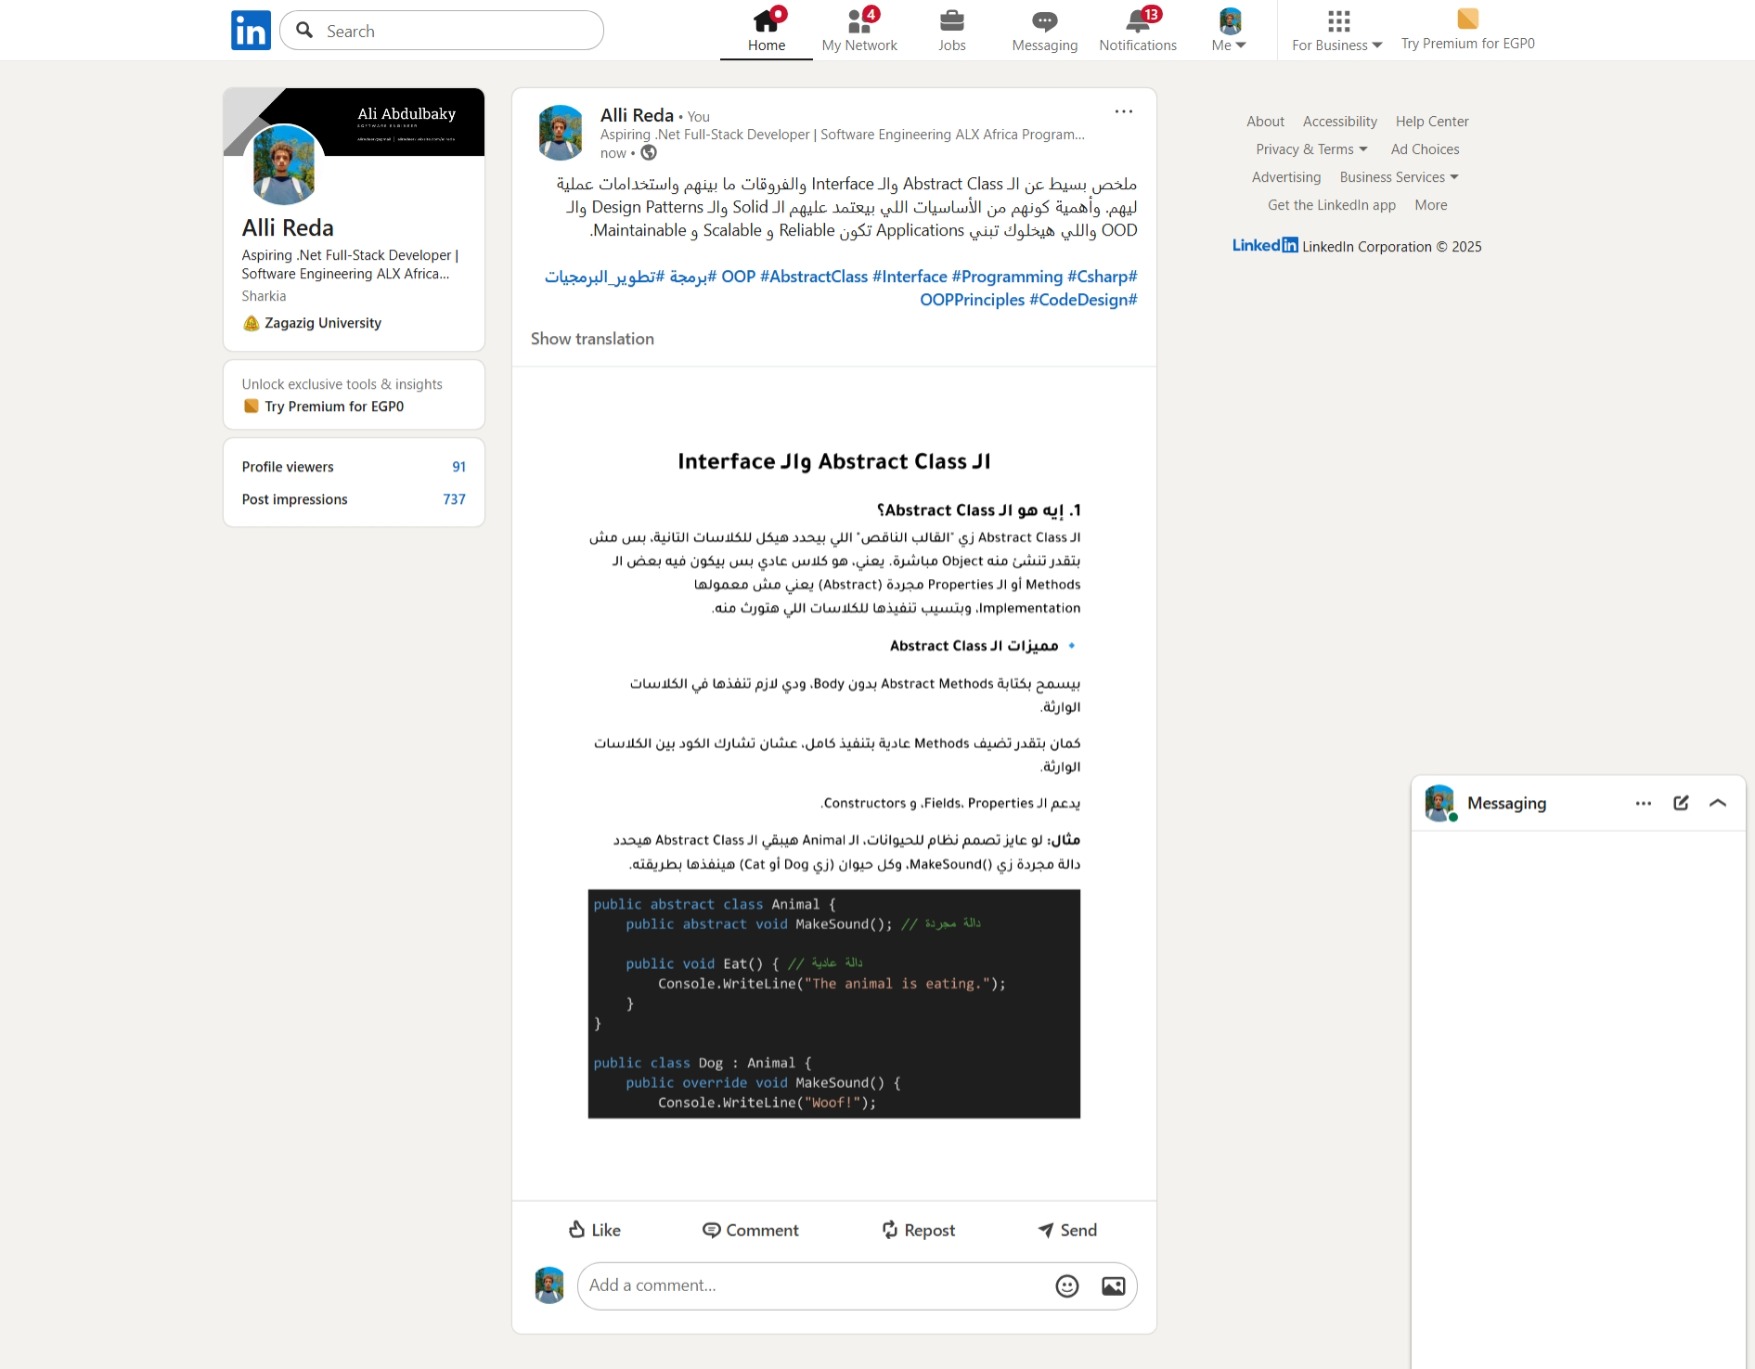 in
Search
Home
4
My Network
Jobs
Messaging
13
Notifications
Me
For Business
Try Premium for EGP0
Ali Abdulbaky
SOFTWARE ENGINEER
Alli Reda
Aspiring .Net Full-Stack Developer |
Software Engineering ALX Africa...
Sharkia
Zagazig University
Unlock exclusive tools & insights
Try Premium for EGP0
Profile viewers 91
Post impressions 737
Alli Reda • You
Aspiring .Net Full-Stack Developer | Software Engineering ALX Africa Program...
now •
ملخص بسيط عن الـ Abstract Class والـ Interface والفروقات ما بينهم واستخدامات عملية
ليهم. وأهمية كونهم من الأساسيات اللي بيعتمد عليهم الـ Solid والـ Design Patterns والـ
OOD واللي هيخلوك تبني Applications تكون Reliable و Scalable و Maintainable.
#OOP #AbstractClass #Interface #Programming #Csharp #برمجة #تطوير_البرمجيات
#OOPPrinciples #CodeDesign
Show translation
الـ Abstract Class والـ Interface
1. إيه هو الـ Abstract Class؟
الـ Abstract Class زي "القالب الناقص" اللي بيحدد هيكل للكلاسات التانية، بس مش
بتقدر تنشئ منه Object مباشرة. يعني، هو كلاس عادي بس بيكون فيه بعض الـ
Methods أو الـ Properties مجردة (Abstract) يعني مش معمولها
Implementation، وبتسيب تنفيذها للكلاسات اللي هتورث منه.
🔹 مميزات الـ Abstract Class
بيسمح بكتابة Abstract Methods بدون Body، ودي لازم تنفذها في الكلاسات
الوارثة.
كمان بتقدر تضيف Methods عادية بتنفيذ كامل، عشان تشارك الكود بين الكلاسات
الوارثة.
يدعم الـ Fields، Properties، و Constructors.
مثال: لو عايز تصمم نظام للحيوانات، الـ Animal هيبقي الـ Abstract Class هيحدد
دالة مجردة زي MakeSound()، وكل حيوان (زي Dog أو Cat) هينفذها بطريقته.
public abstract class Animal {
public abstract void MakeSound(); // دالة مجردة
public void Eat() { // دالة عادية
Console.WriteLine("The animal is eating.");
}
}
public class Dog : Animal {
public override void MakeSound() {
Console.WriteLine("Woof!");
Like
Comment
Repost
Send
Add a comment...
About Accessibility Help Center
Privacy & Terms Ad Choices
Advertising Business Services
Get the LinkedIn app More
LinkedIn LinkedIn Corporation © 2025
Messaging